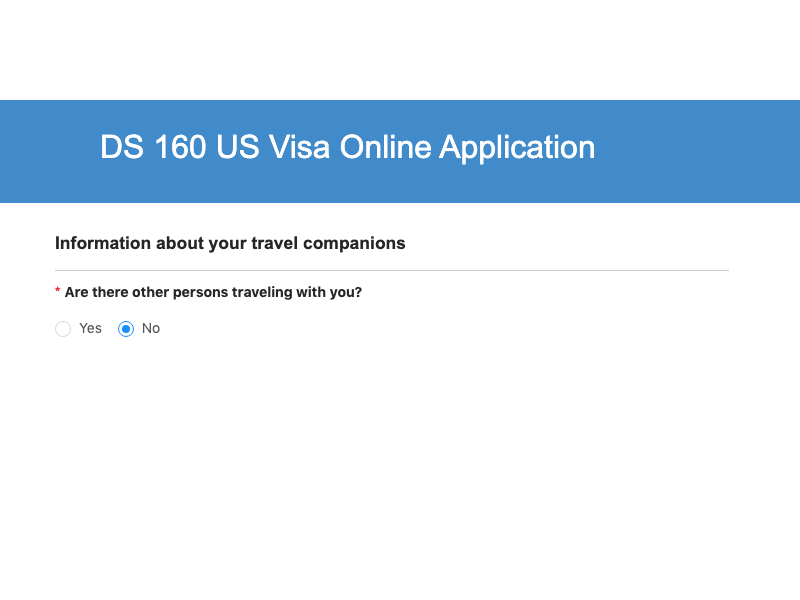 DS 160 US Visa Online Application
Information about your travel companions
* Are there other persons traveling with you?
Yes No